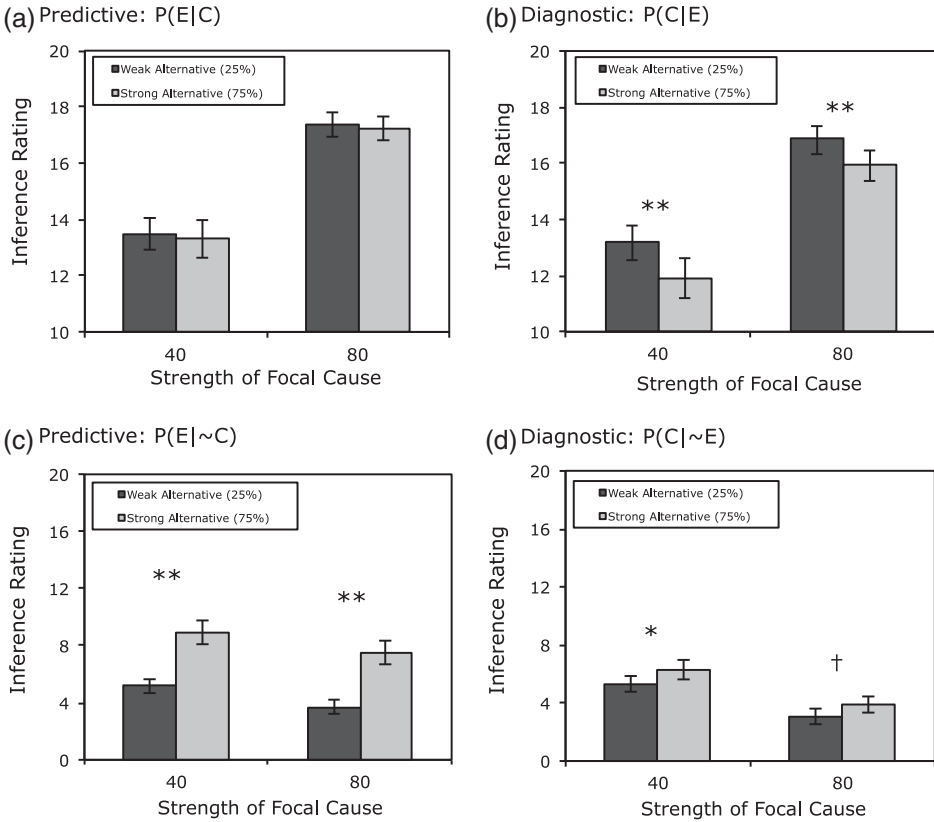 (a) Predictive: P(E|C)
20
18
16
14
12
10
Inference Rating
Weak Alternative (25%)
Strong Alternative (75%)
40
80
Strength of Focal Cause
(b) Diagnostic: P(C|E)
20
18
16
14
12
10
Inference Rating
Weak Alternative (25%)
Strong Alternative (75%)
**
**
40
80
Strength of Focal Cause
(c) Predictive: P(E|~C)
20
16
12
8
4
0
Inference Rating
Weak Alternative (25%)
Strong Alternative (75%)
**
**
40
80
Strength of Focal Cause
(d) Diagnostic: P(C|~E)
20
16
12
8
4
0
Inference Rating
Weak Alternative (25%)
Strong Alternative (75%)
*
†
40
80
Strength of Focal Cause